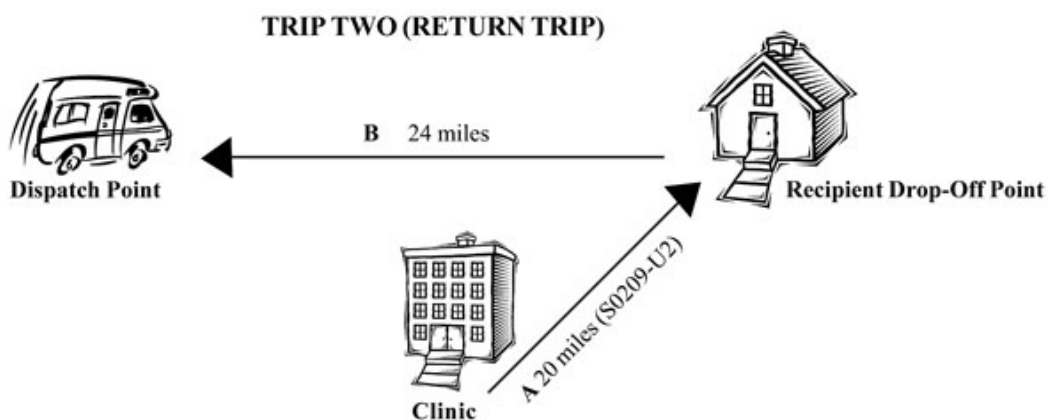 TRIP TWO (RETURN TRIP)
B 24 miles
Dispatch Point
Recipient Drop-Off Point
A 20 miles (S0209-U2)
Clinic